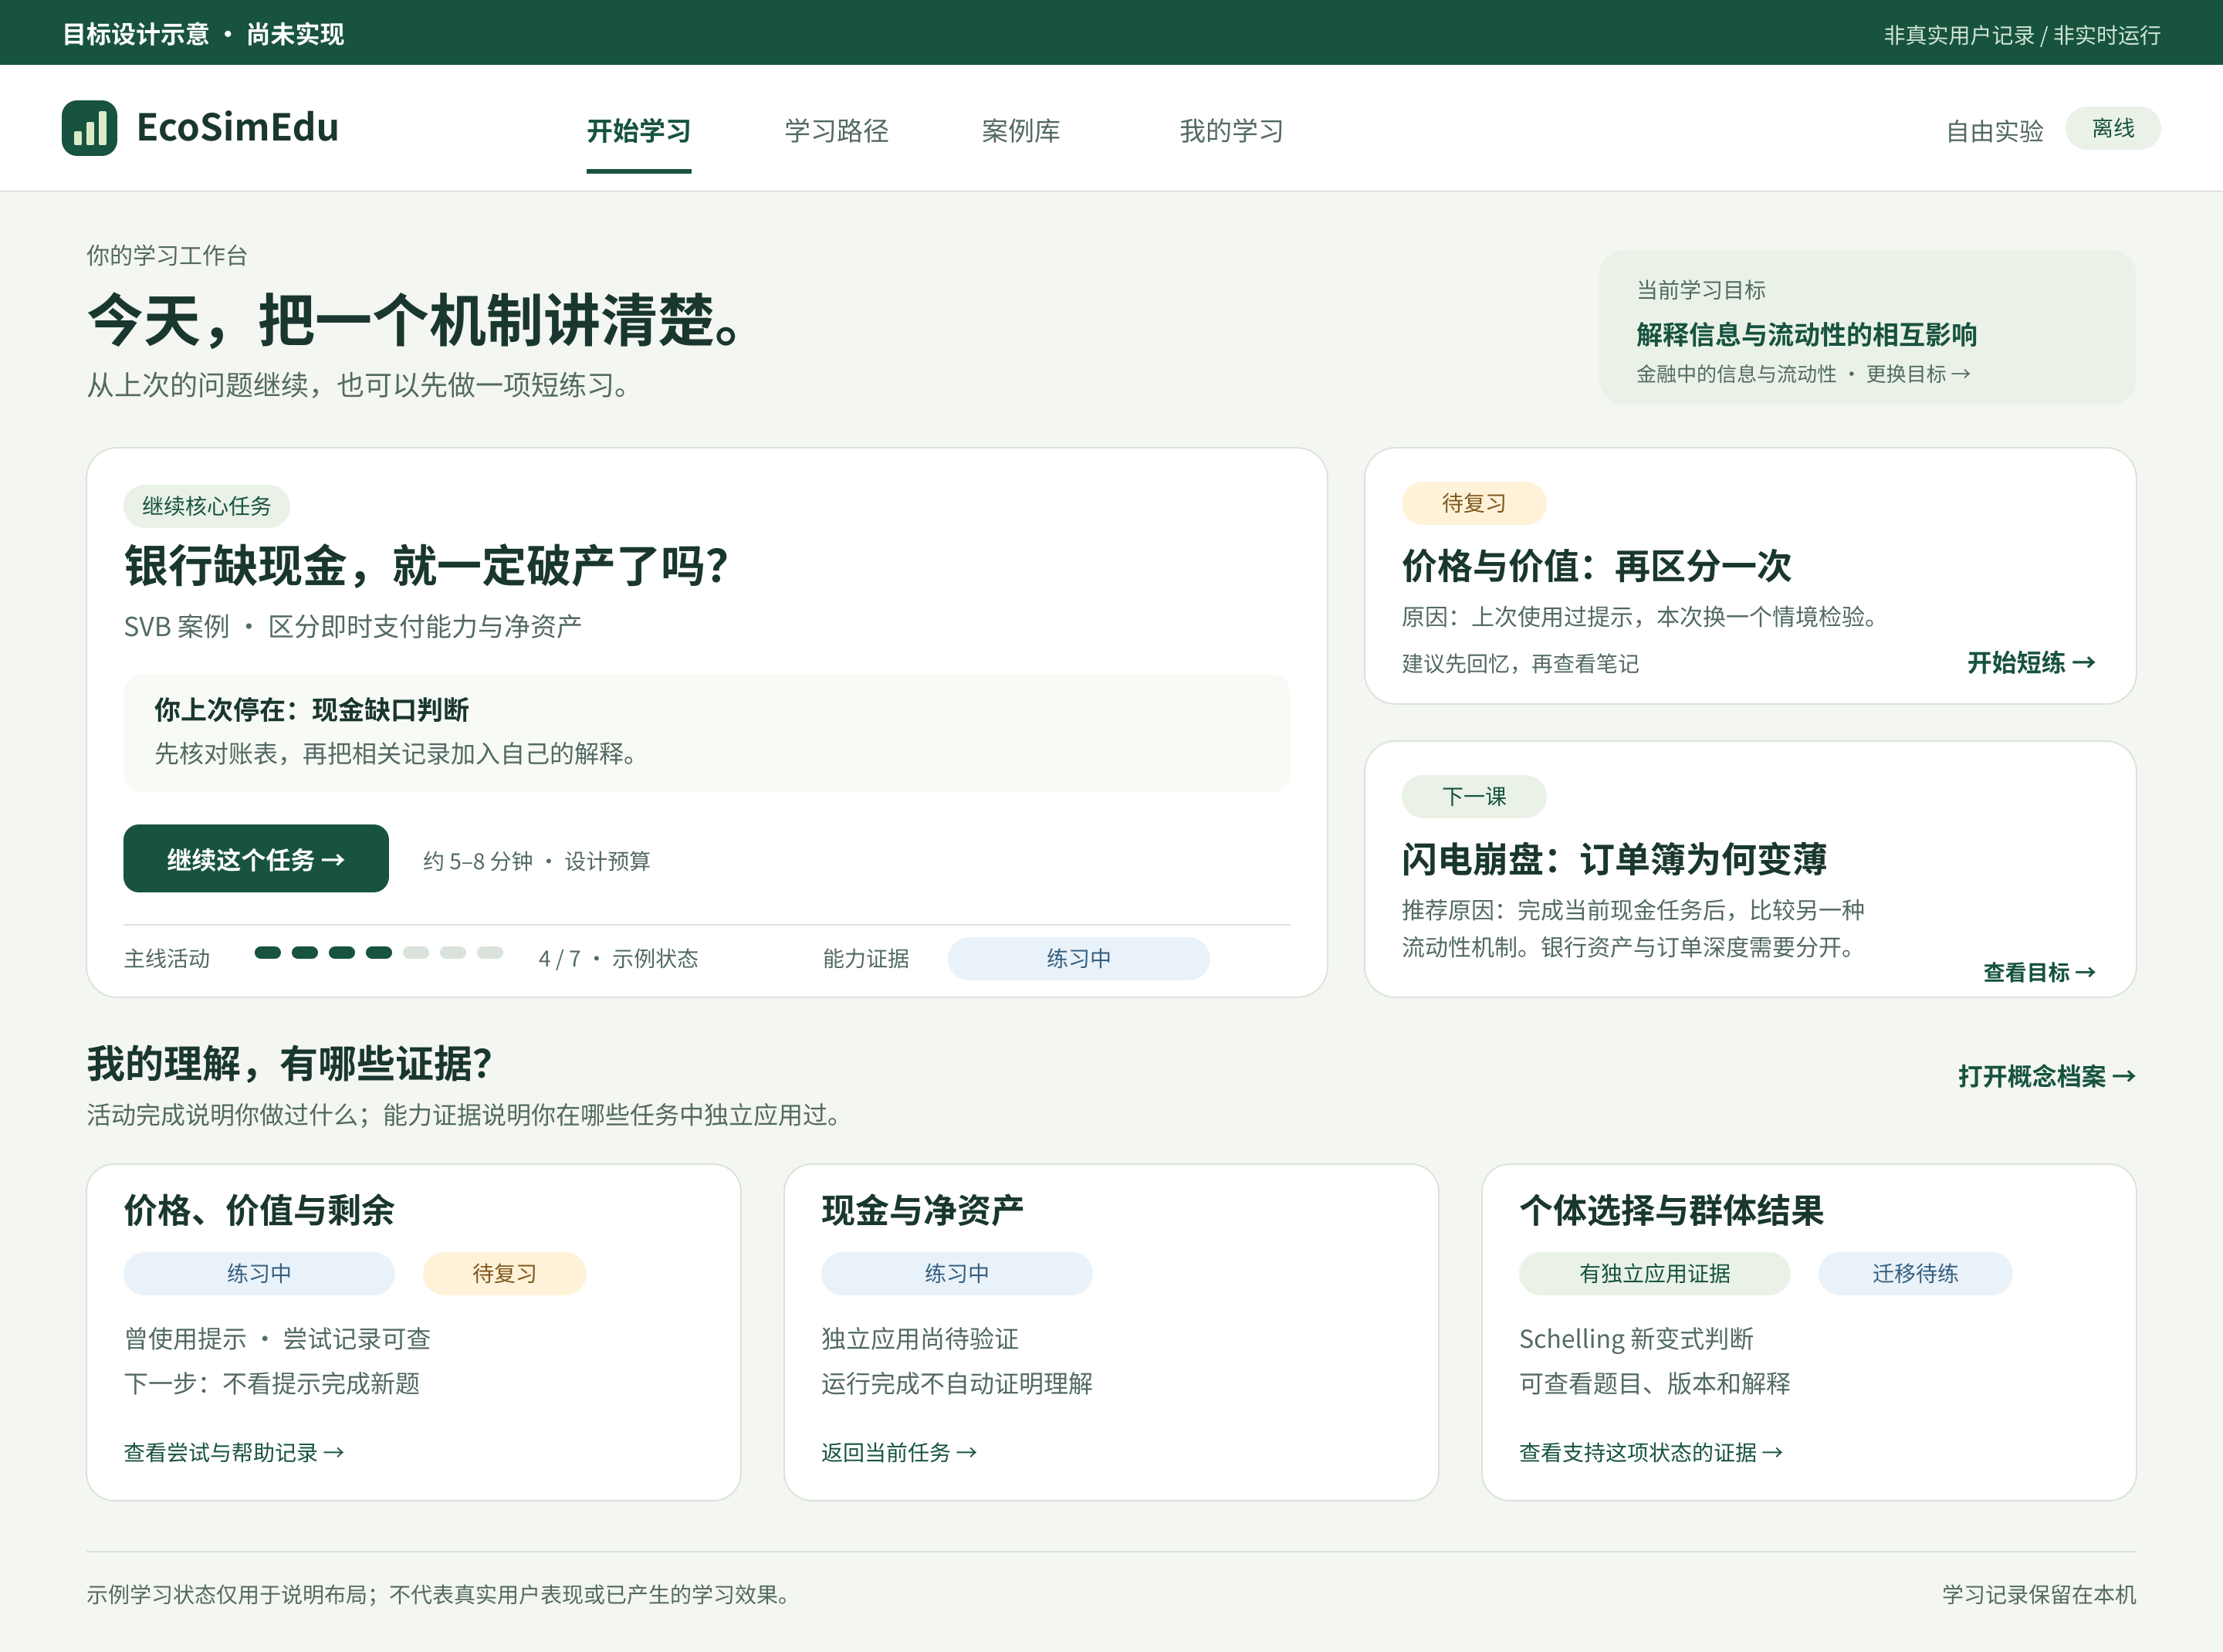 目标设计示意 · 尚未实现
非真实用户记录 / 非实时运行
EcoSimEdu
开始学习
学习路径
案例库
我的学习
自由实验
离线
你的学习工作台
今天，把一个机制讲清楚。
从上次的问题继续，也可以先做一项短练习。
当前学习目标
解释信息与流动性的相互影响
金融中的信息与流动性 · 更换目标 →
继续核心任务
银行缺现金，就一定破产了吗？
SVB 案例 · 区分即时支付能力与净资产
你上次停在：现金缺口判断
先核对账表，再把相关记录加入自己的解释。
继续这个任务 →
约 5–8 分钟 · 设计预算
主线活动
4 / 7 · 示例状态
能力证据
练习中
待复习
价格与价值：再区分一次
原因：上次使用过提示，本次换一个情境检验。
建议先回忆，再查看笔记
开始短练 →
下一课
闪电崩盘：订单簿为何变薄
推荐原因：完成当前现金任务后，比较另一种
流动性机制。银行资产与订单深度需要分开。
查看目标 →
我的理解，有哪些证据？
活动完成说明你做过什么；能力证据说明你在哪些任务中独立应用过。
打开概念档案 →
价格、价值与剩余
练习中
待复习
曾使用提示 · 尝试记录可查
下一步：不看提示完成新题
查看尝试与帮助记录 →
现金与净资产
练习中
独立应用尚待验证
运行完成不自动证明理解
返回当前任务 →
个体选择与群体结果
有独立应用证据
迁移待练
Schelling 新变式判断
可查看题目、版本和解释
查看支持这项状态的证据 →
示例学习状态仅用于说明布局；不代表真实用户表现或已产生的学习效果。
学习记录保留在本机